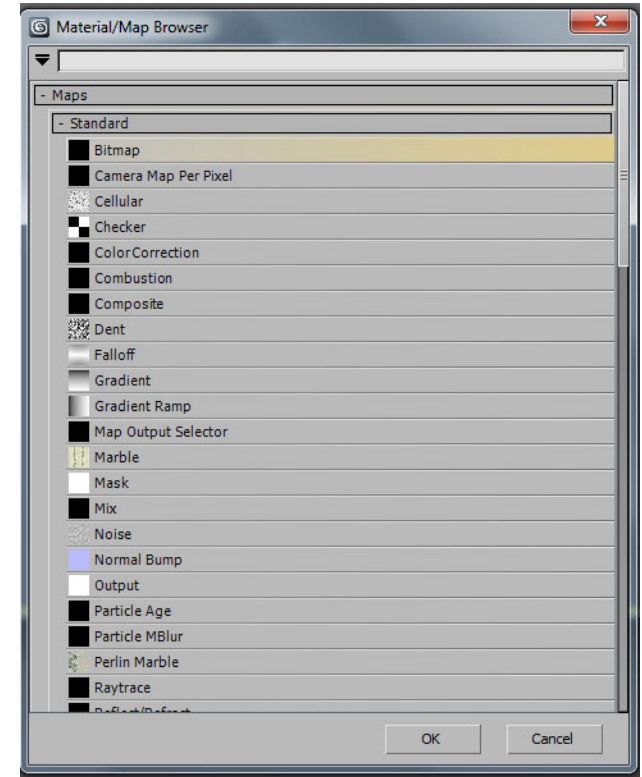 Material/Map Browser
- Maps
- Standard
Bitmap
Camera Map Per Pixel
Cellular
Checker
ColorCorrection
Combustion
Composite
Dent
Falloff
Gradient
Gradient Ramp
Map Output Selector
Marble
Mask
Mix
Noise
Normal Bump
Output
Particle Age
Particle MBlur
Perlin Marble
Raytrace
Reflect/Refract
OK Cancel